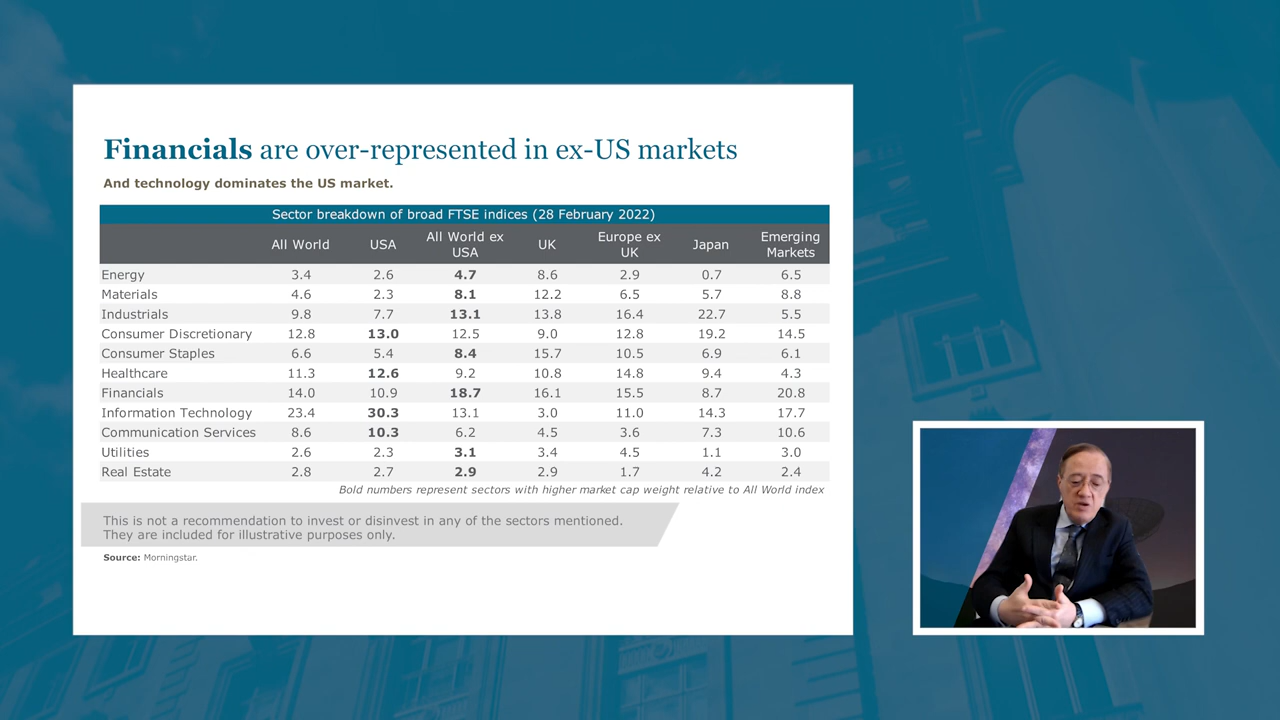 Financials are over-represented in ex-US markets
And technology dominates the US market.
Sector breakdown of broad FTSE indices (28 February 2022)
All World USA All World ex USA UK Europe ex UK Japan Emerging Markets
Energy 3.4 2.6 4.7 8.6 2.9 0.7 6.5
Materials 4.6 2.3 8.1 12.2 6.5 5.7 8.8
Industrials 9.8 7.7 13.1 13.8 16.4 22.7 5.5
Consumer Discretionary 12.8 13.0 12.5 9.0 12.8 19.2 14.5
Consumer Staples 6.6 5.4 8.4 15.7 10.5 6.9 6.1
Healthcare 11.3 12.6 9.2 10.8 14.8 9.4 4.3
Financials 14.0 10.9 18.7 16.1 15.5 8.7 20.8
Information Technology 23.4 30.3 13.1 3.0 11.0 14.3 17.7
Communication Services 8.6 10.3 6.2 4.5 3.6 7.3 10.6
Utilities 2.6 2.3 3.1 3.4 4.5 1.1 3.0
Real Estate 2.8 2.7 2.9 2.9 1.7 4.2 2.4
Bold numbers represent sectors with higher market cap weight relative to All World index
This is not a recommendation to invest or disinvest in any of the sectors mentioned.
They are included for illustrative purposes only.
Source: Morningstar.